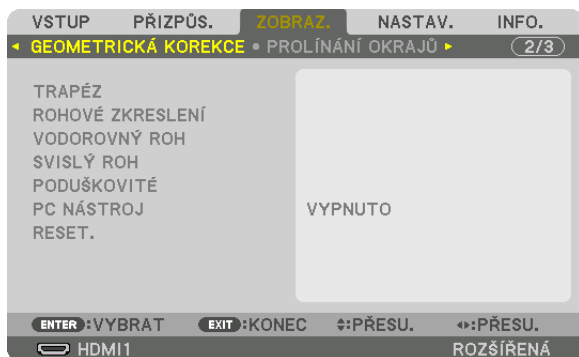 VSTUP PŘIZPŮS. ZOBRAZ. NASTAV. INFO.
◄ GEOMETRICKÁ KOREKCE • PROLÍNÁNÍ OKRAJŮ ► 2/3
TRAPÉZ
ROHOVÉ ZKRESLENÍ
VODOROVNÝ ROH
SVISLÝ ROH
PODUŠKOVITÉ
PC NÁSTROJ VYPNUTO
RESET.
ENTER :VYBRAT EXIT :KONEC ♦:PŘESU. ◄►:PŘESU.
HDMI1 ROZŠÍŘENÁ